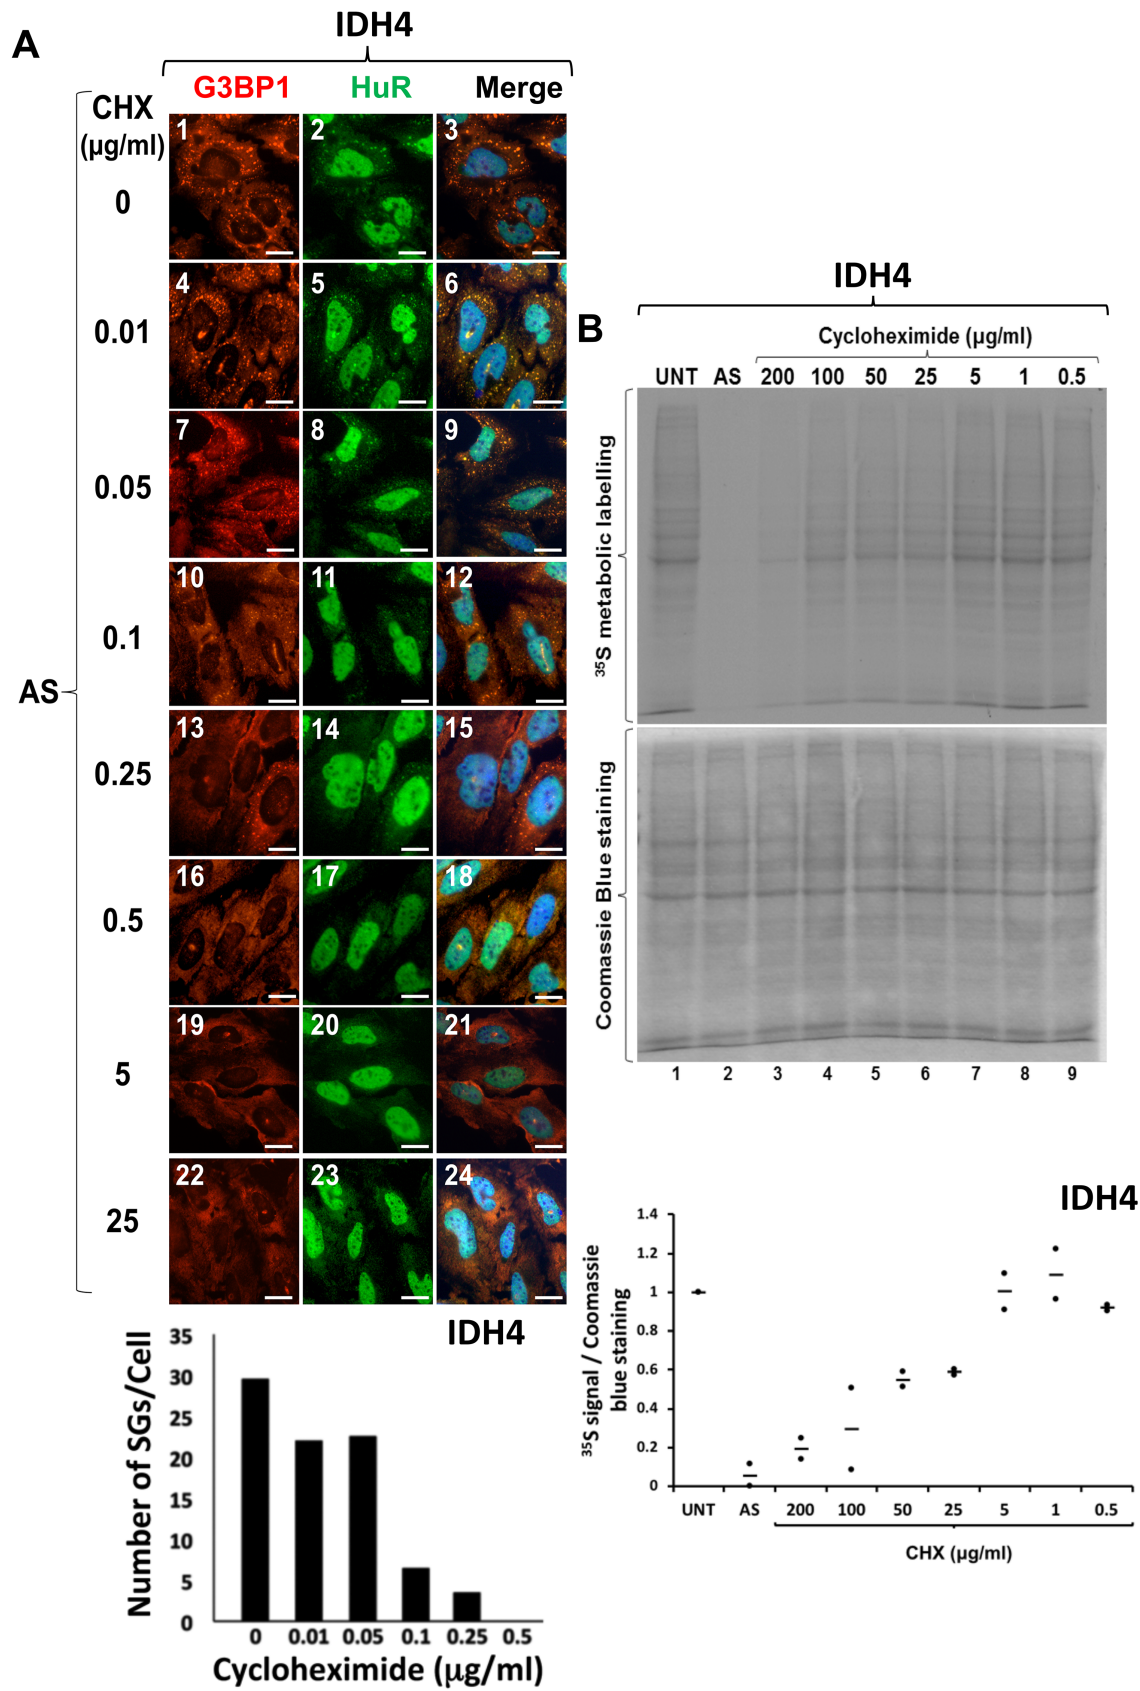 A
IDH4
G3BP1 HuR Merge
CHX
(µg/ml)
AS
0
1 2 3
0.01
4 5 6
0.05
7 8 9
0.1
10 11 12
0.25
13 14 15
0.5
16 17 18
5
19 20 21
25
22 23 24
IDH4
Number of SGs/Cell
35
30
25
20
15
10
5
0
0 0.01 0.05 0.1 0.25 0.5
Cycloheximide (µg/ml)
B
IDH4
Cycloheximide (µg/ml)
UNT AS 200 100 50 25 5 1 0.5
35S metabolic labelling
Coomassie Blue staining
1 2 3 4 5 6 7 8 9
IDH4
35S signal / Coomassie
blue staining
1.4
1.2
1
0.8
0.6
0.4
0.2
0
UNT AS 200 100 50 25 5 1 0.5
CHX (µg/ml)